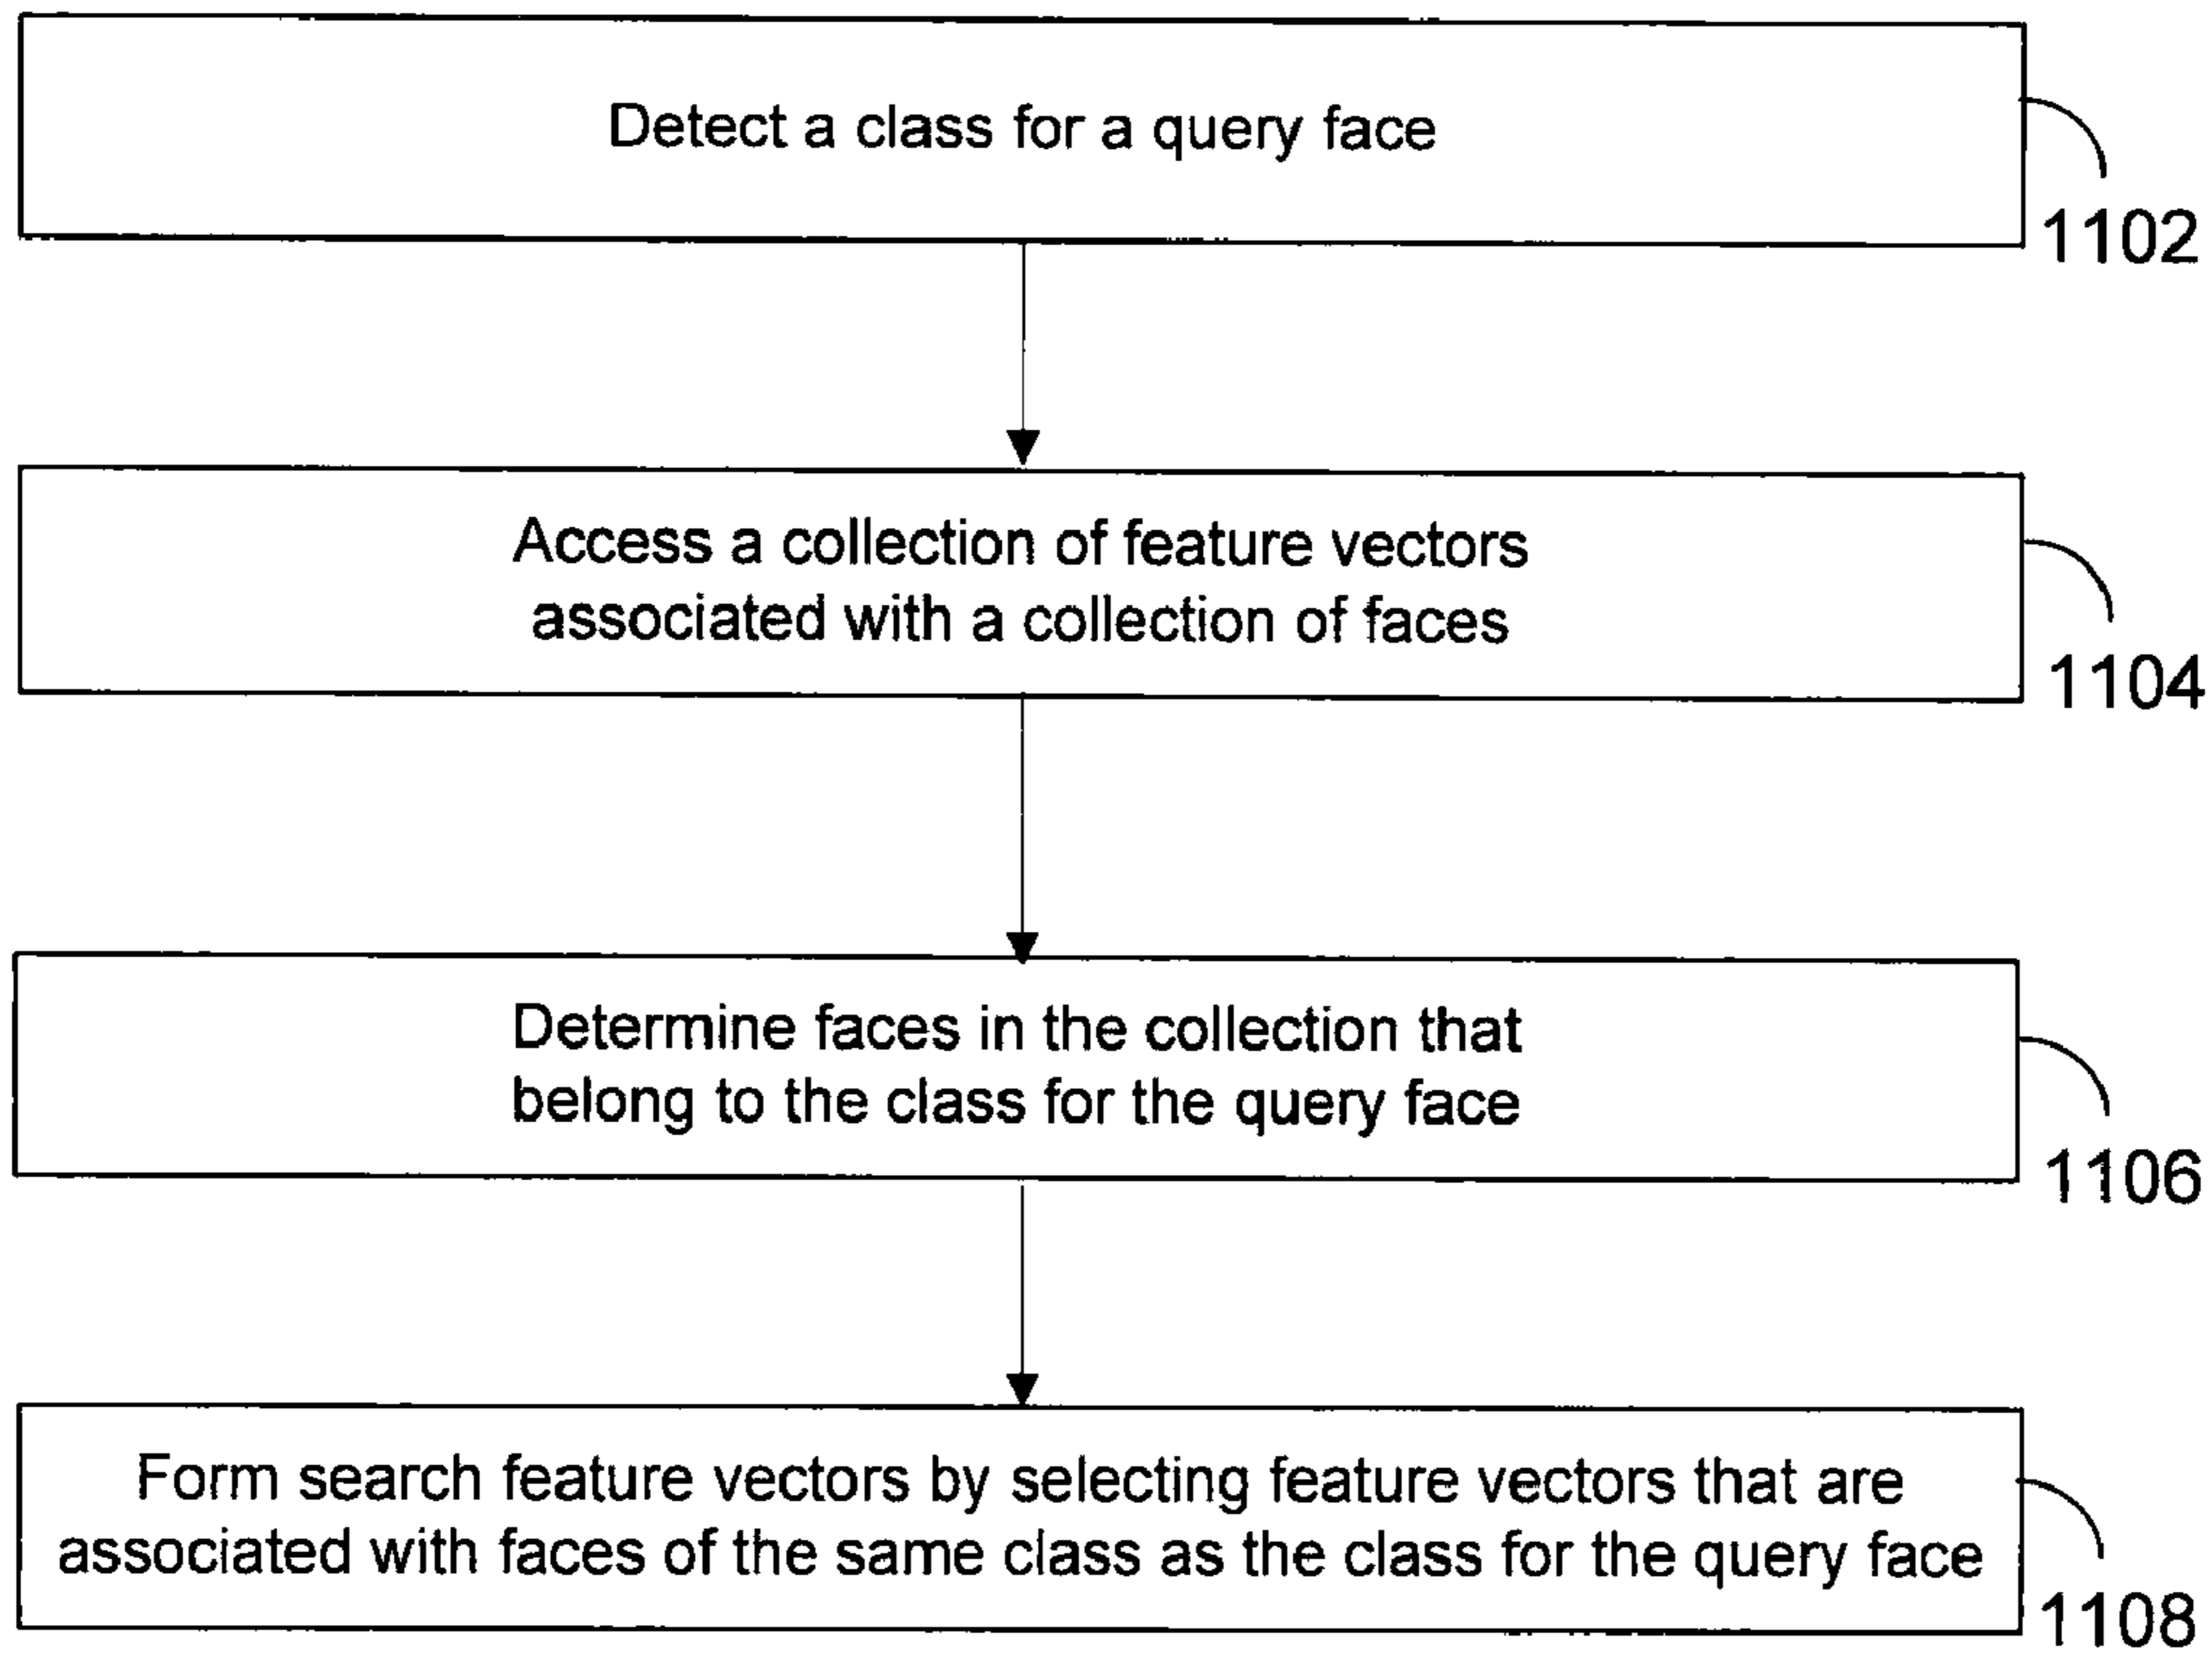 Detect a class for a query face
1102
Access a collection of feature vectors
associated with a collection of faces
1104
Determine faces in the collection that
belong to the class for the query face
1106
Form search feature vectors by selecting feature vectors that are
associated with faces of the same class as the class for the query face
1108